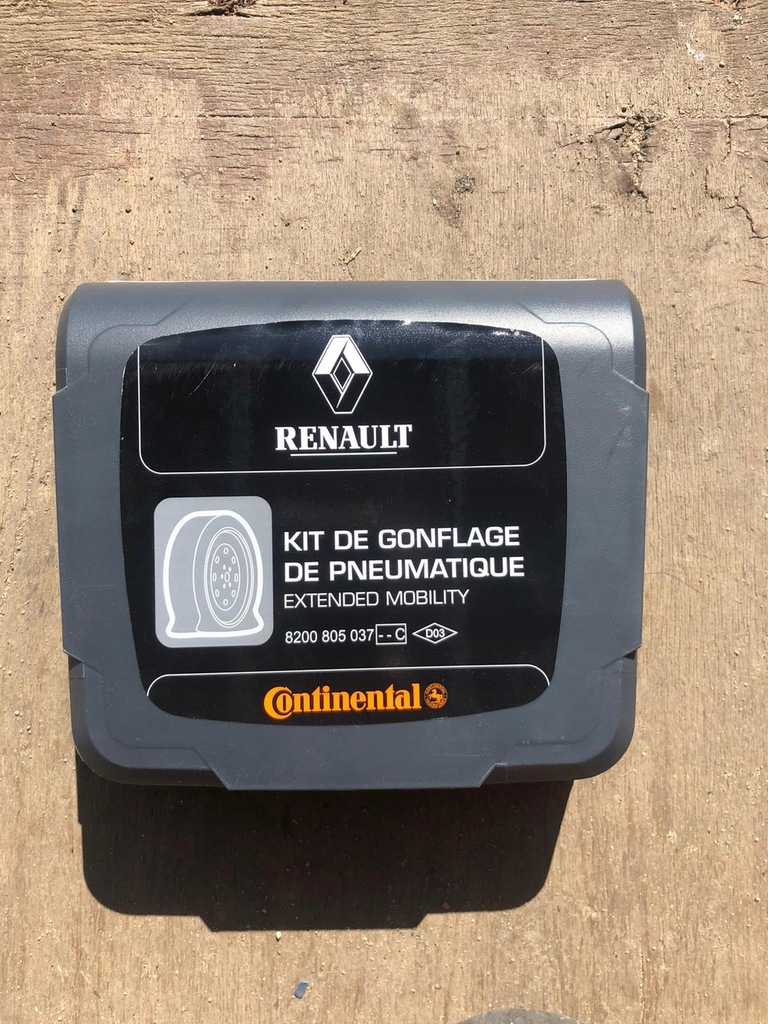 RENAULT
KIT DE GONFLAGE
DE PNEUMATIQUE
EXTENDED MOBILITY
8200 805 037 --C D03
Continental